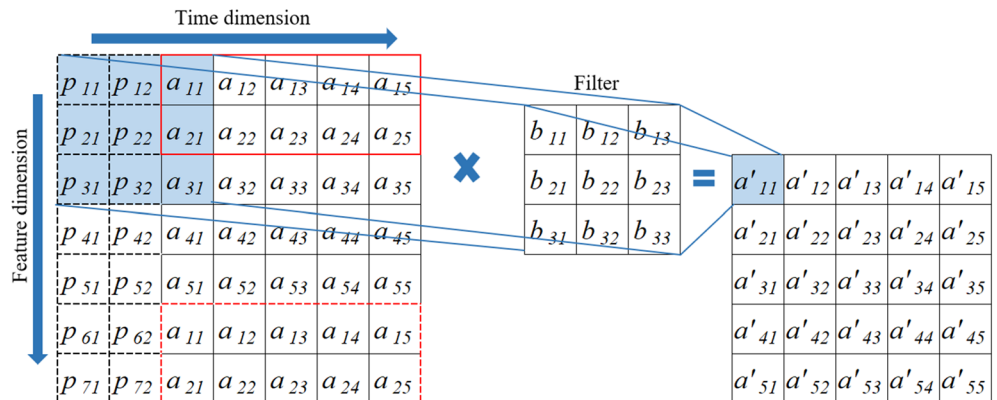 Time dimension
Feature dimension
p 11 p 12 a 11 a 12 a 13 a 14 a 15
p 21 p 22 a 21 a 22 a 23 a 24 a 25
p 31 p 32 a 31 a 32 a 33 a 34 a 35
p 41 p 42 a 41 a 42 a 43 a 44 a 45
p 51 p 52 a 51 a 52 a 53 a 54 a 55
p 61 p 62 a 11 a 12 a 13 a 14 a 15
p 71 p 72 a 21 a 22 a 23 a 24 a 25
×
Filter
b 11 b 12 b 13
b 21 b 22 b 23
b 31 b 32 b 33
=
a' 11 a' 12 a' 13 a' 14 a' 15
a' 21 a' 22 a' 23 a' 24 a' 25
a' 31 a' 32 a' 33 a' 34 a' 35
a' 41 a' 42 a' 43 a' 44 a' 45
a' 51 a' 52 a' 53 a' 54 a' 55